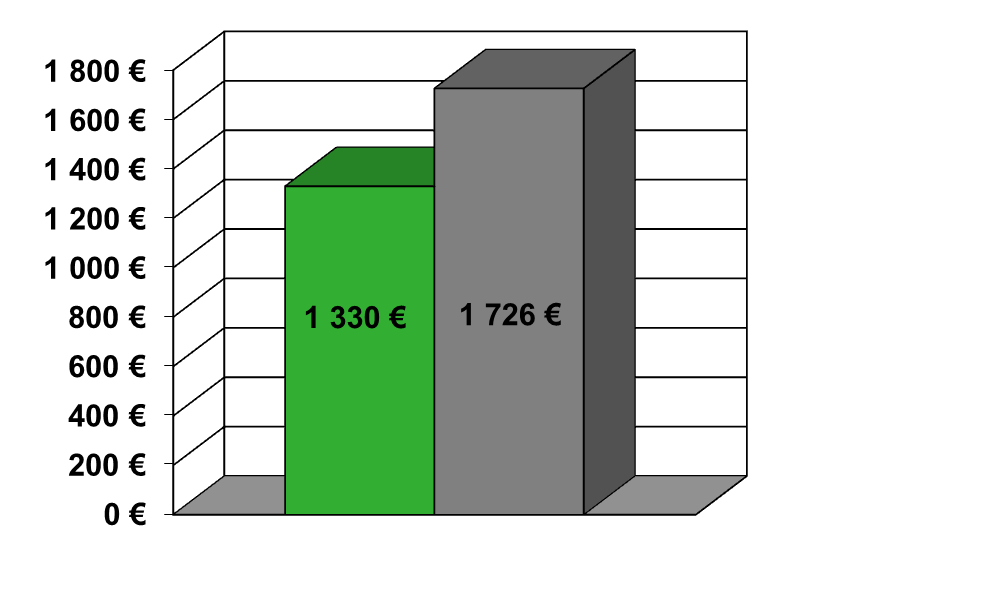 1 800 €
1 600 €
1 400 €
1 200 €
1 000 €
800 €
600 €
400 €
200 €
0 €
1 330 €
1 726 €